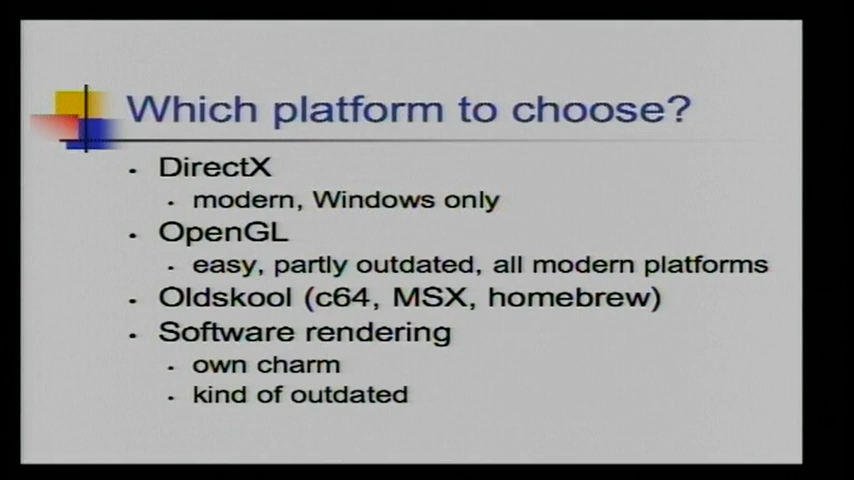 Which platform to choose?
• DirectX
• modern, Windows only
• OpenGL
• easy, partly outdated, all modern platforms
• Oldskool (c64, MSX, homebrew)
• Software rendering
• own charm
• kind of outdated